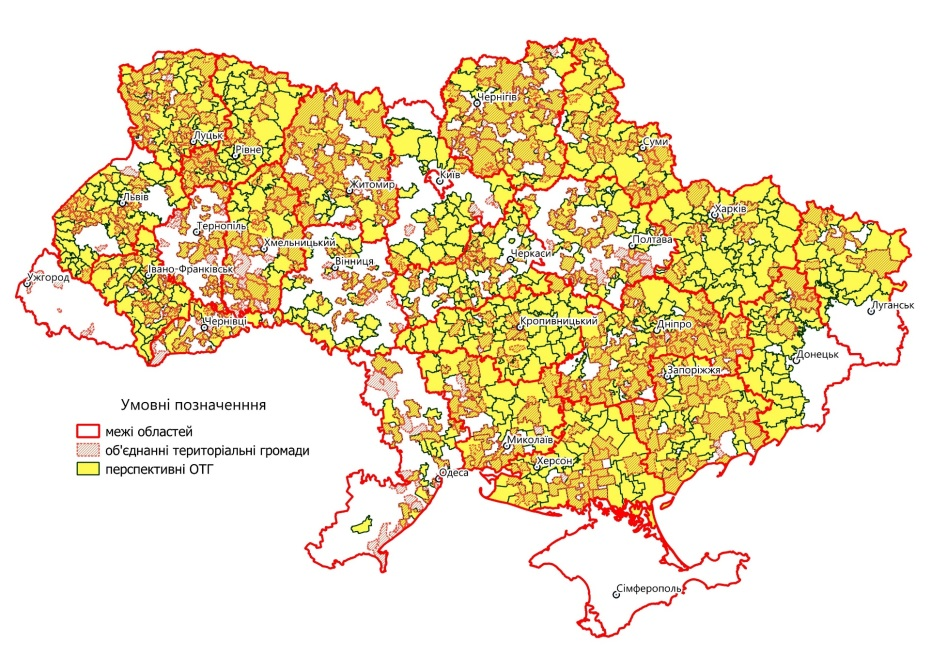 Чернігів
Луцьк
Рівне
Суми
Київ
Житомир
Львів
Харків
Тернопіль
Полтава
Хмельницький
Черкаси
Вінниця
Івано-Франківськ
Ужгород
Луганськ
Чернівці
Кропивницький
Дніпро
Донецьк
Запоріжжя
Умовні позначенння
межі областей
об'єднанні територіальні громади
перспективні ОТГ
Миколаїв
Херсон
Одеса
Сімферополь